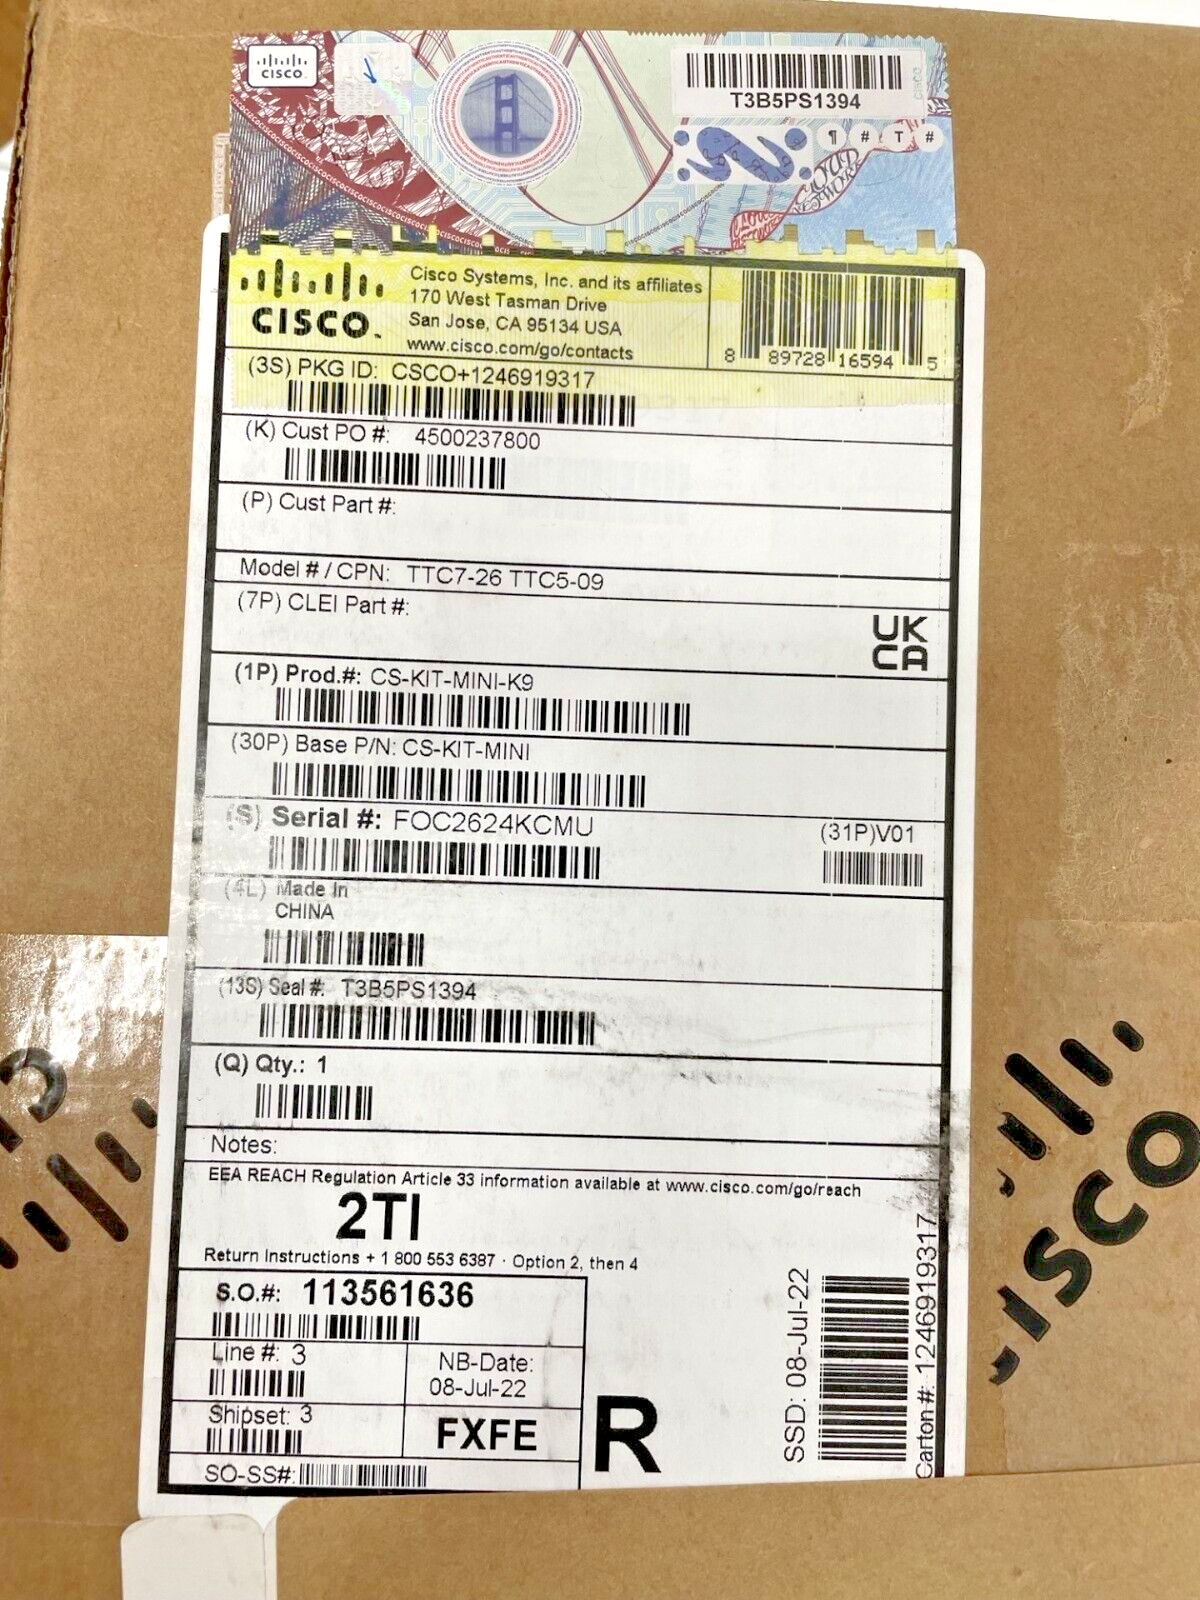 CISCO
T3B5PS1394
¶ # T #
CISCO
Cisco Systems, Inc. and its affiliates
170 West Tasman Drive
San Jose, CA 95134 USA
www.cisco.com/go/contacts
8 89728 16594 5
(3S) PKG ID: CSCO+1246919317
(K) Cust PO #: 4500237800
(P) Cust Part #:
Model # / CPN: TTC7-26 TTC5-09
(7P) CLEI Part #:
UK
CA
(1P) Prod.#: CS-KIT-MINI-K9
(30P) Base P/N: CS-KIT-MINI
(S) Serial #: FOC2624KCMU
(31P)V01
(4L) Made In
CHINA
(13S) Seal #: T3B5PS1394
(Q) Qty.: 1
Notes:
EEA REACH Regulation Article 33 information available at www.cisco.com/go/reach
2TI
Return Instructions + 1 800 553 6387 · Option 2, then 4
S.O.#: 113561636
Line #: 3
NB-Date:
08-Jul-22
Shipset: 3
FXFE
SO-SS#:
R
SSD: 08-Jul-22
Carton #: 1246919317
CISCO